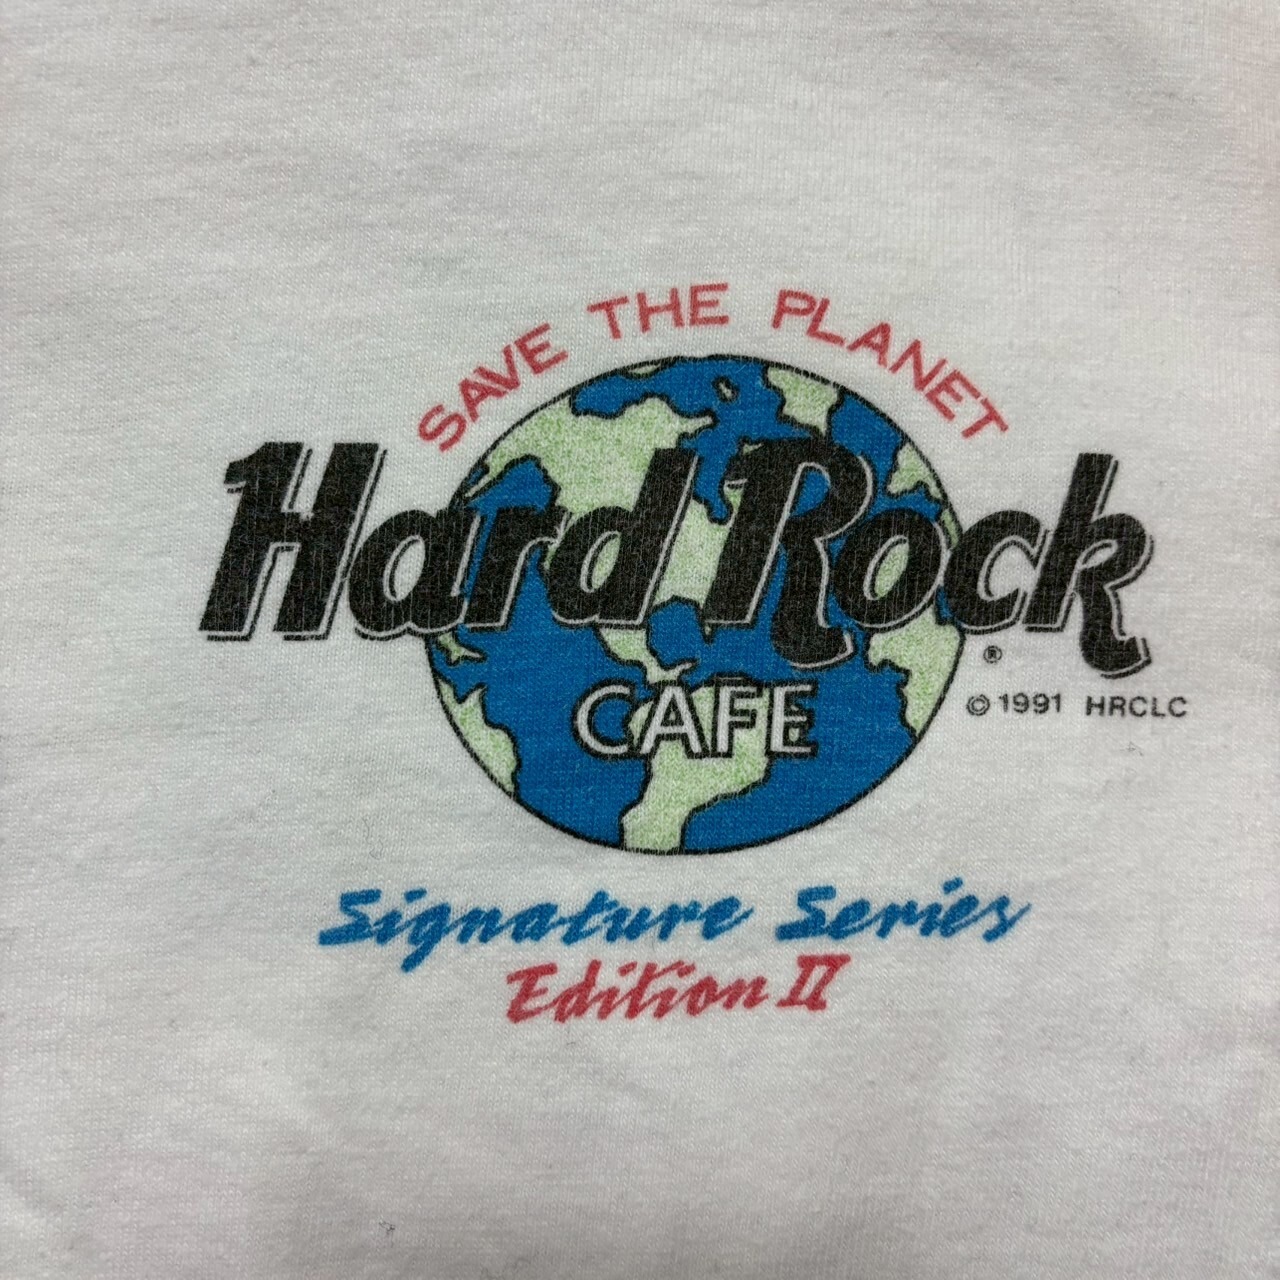 SAVE THE PLANET
Hard Rock
®
CAFE
© 1991 HRCLC
Signature Series
Edition II